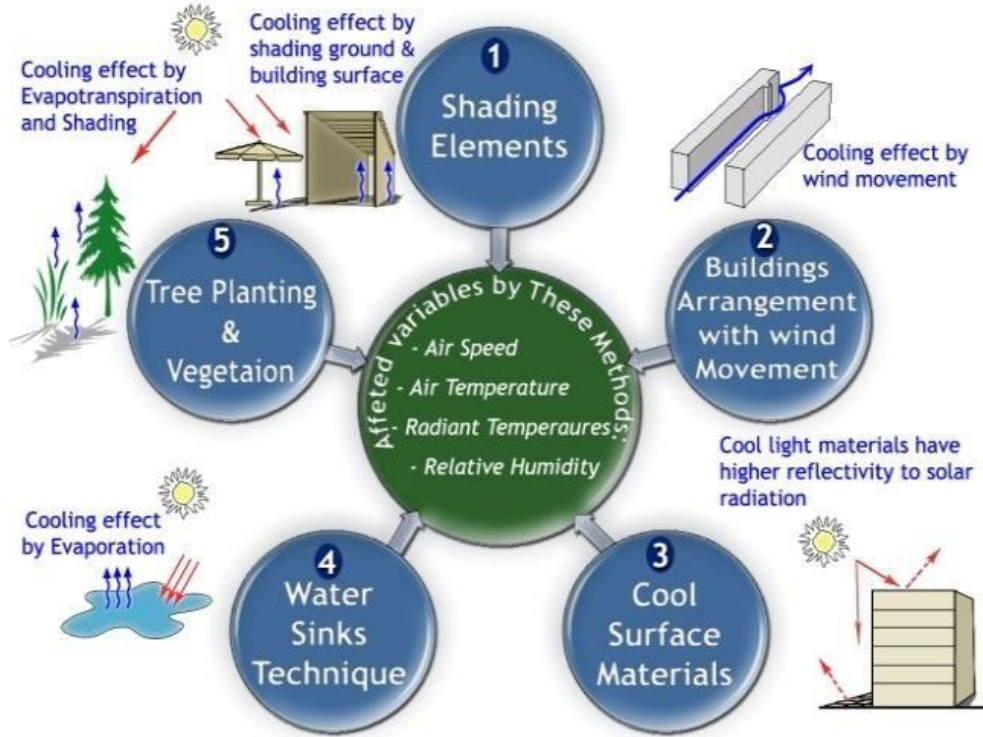 Cooling effect by
shading ground &
building surface
Cooling effect by
Evapotranspiration
and Shading
1
Shading
Elements
Cooling effect by
wind movement
2
Buildings
Arrangement
with wind
Movement
Cool light materials have
higher reflectivity to solar
radiation
3
Cool
Surface
Materials
4
Water
Sinks
Technique
Cooling effect
by Evaporation
5
Tree Planting
&
Vegetaion
Affeted variables by These Methods:
- Air Speed
- Air Temperature
- Radiant Temperaures
- Relative Humidity